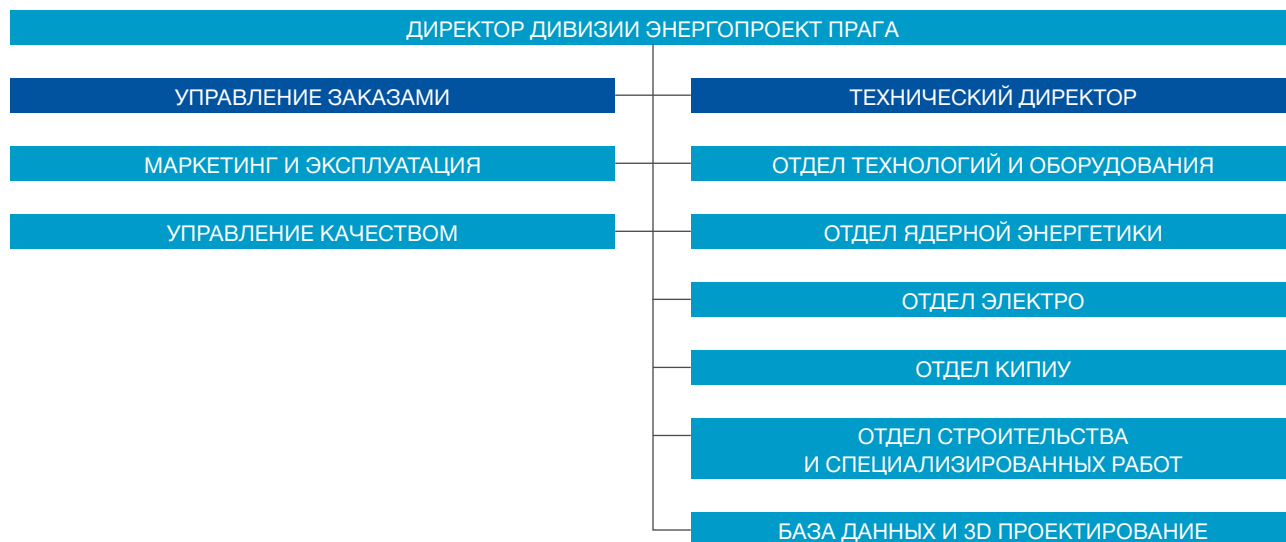 ДИРЕКТОР ДИВИЗИИ ЭНЕРГОПРОЕКТ ПРАГА
УПРАВЛЕНИЕ ЗАКАЗАМИ
ТЕХНИЧЕСКИЙ ДИРЕКТОР
МАРКЕТИНГ И ЭКСПЛУАТАЦИЯ
ОТДЕЛ ТЕХНОЛОГИЙ И ОБОРУДОВАНИЯ
УПРАВЛЕНИЕ КАЧЕСТВОМ
ОТДЕЛ ЯДЕРНОЙ ЭНЕРГЕТИКИ
ОТДЕЛ ЭЛЕКТРО
ОТДЕЛ КИПИУ
ОТДЕЛ СТРОИТЕЛЬСТВА
И СПЕЦИАЛИЗИРОВАННЫХ РАБОТ
БАЗА ДАННЫХ И 3D ПРОЕКТИРОВАНИЕ